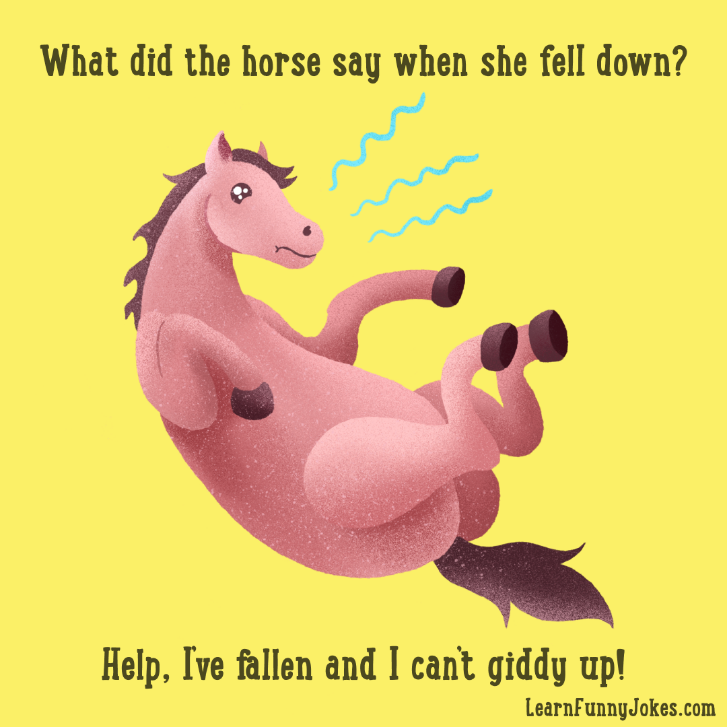 What did the horse say when she fell down?
Help, I've fallen and I can't giddy up!
LearnFunnyJokes.com